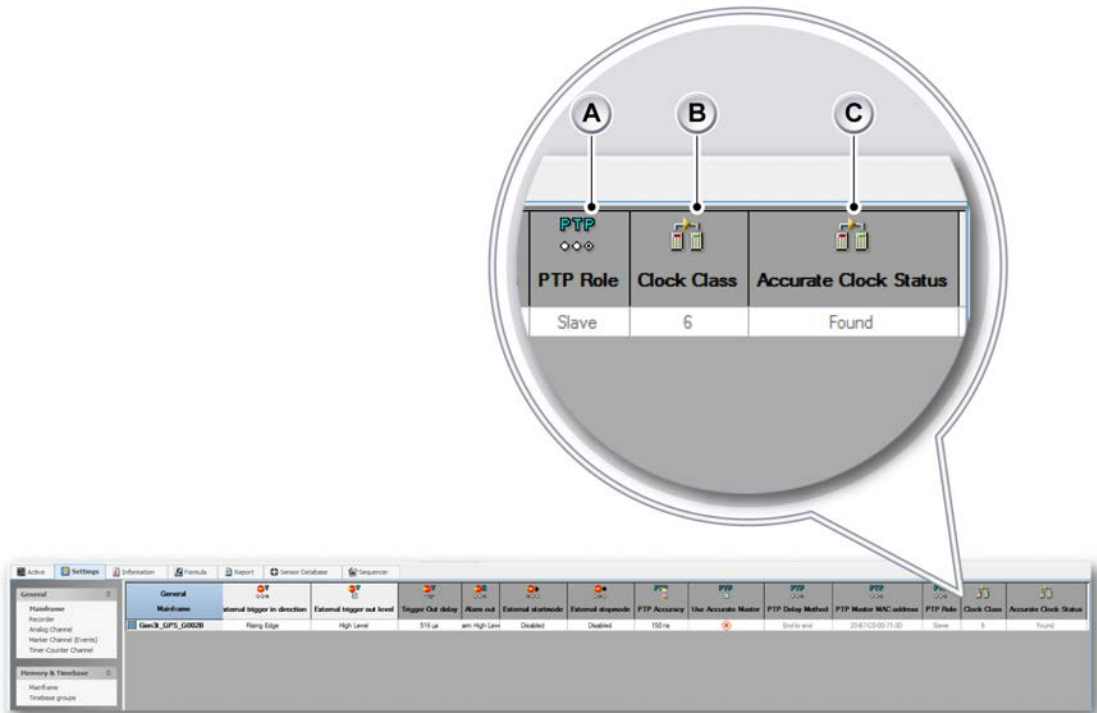 A B C
PTP
PTP Role Clock Class Accurate Clock Status
Slave 6 Found
Active Settings Information Formula Report Sensor Database Sequencer
General
Mainframe
Recorder
Analog Channel
Marker Channel (Events)
Timer-Counter Channel
Memory & Timebase
Mainframe
Timebase groups
General
Mainframe xternal trigger in direction External trigger out level Trigger Out delay Alarm out External startmode External stopmode PTP Accuracy Use Accurate Master PTP Delay Method PTP Master MAC-address PTP Role Clock Class Accurate Clock Status
Rising Edge High Level 516 µs Disabled Disabled 150 ns End to end Slave 6 Found